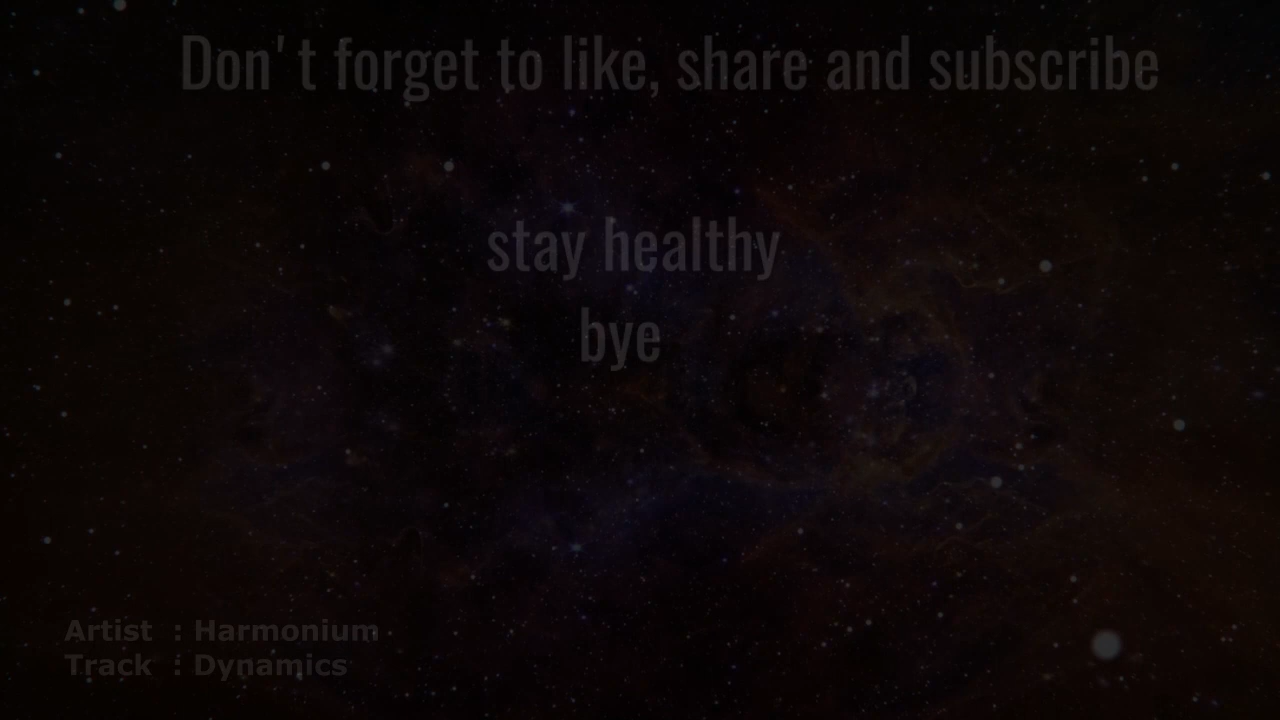 Don't forget to like, share and subscribe
stay healthy
bye
Artist : Harmonium
Track : Dynamics